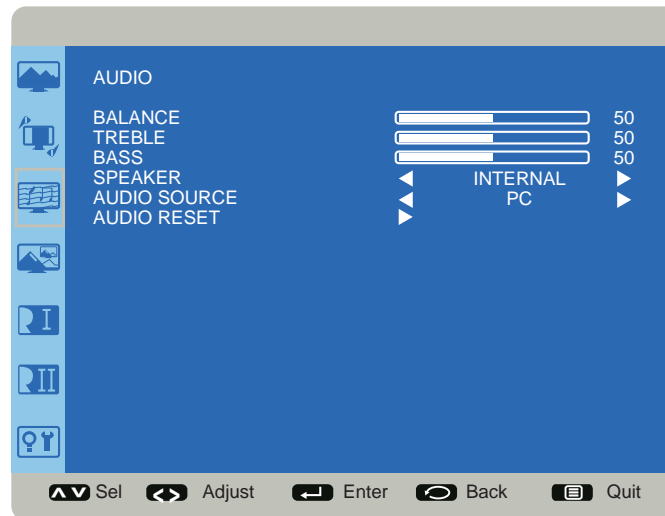 AUDIO
BALANCE 50
TREBLE 50
BASS 50
SPEAKER INTERNAL
AUDIO SOURCE PC
AUDIO RESET
Sel Adjust Enter Back Quit